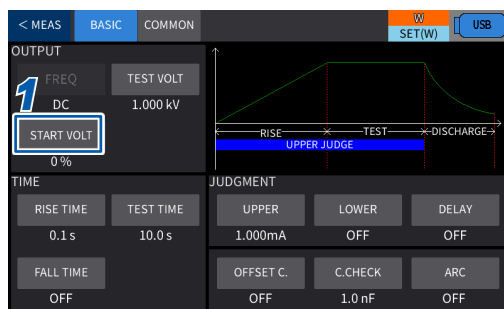 < MEAS BASIC COMMON
W
SET(W)
USB
OUTPUT
FREQ TEST VOLT
DC 1.000 kV
1
START VOLT
0 %
RISE TEST DISCHARGE
UPPER JUDGE
TIME
RISE TIME TEST TIME
0.1 s 10.0 s
FALL TIME
OFF
JUDGMENT
UPPER LOWER DELAY
1.000mA OFF OFF
OFFSET C. C.CHECK ARC
OFF 1.0 nF OFF